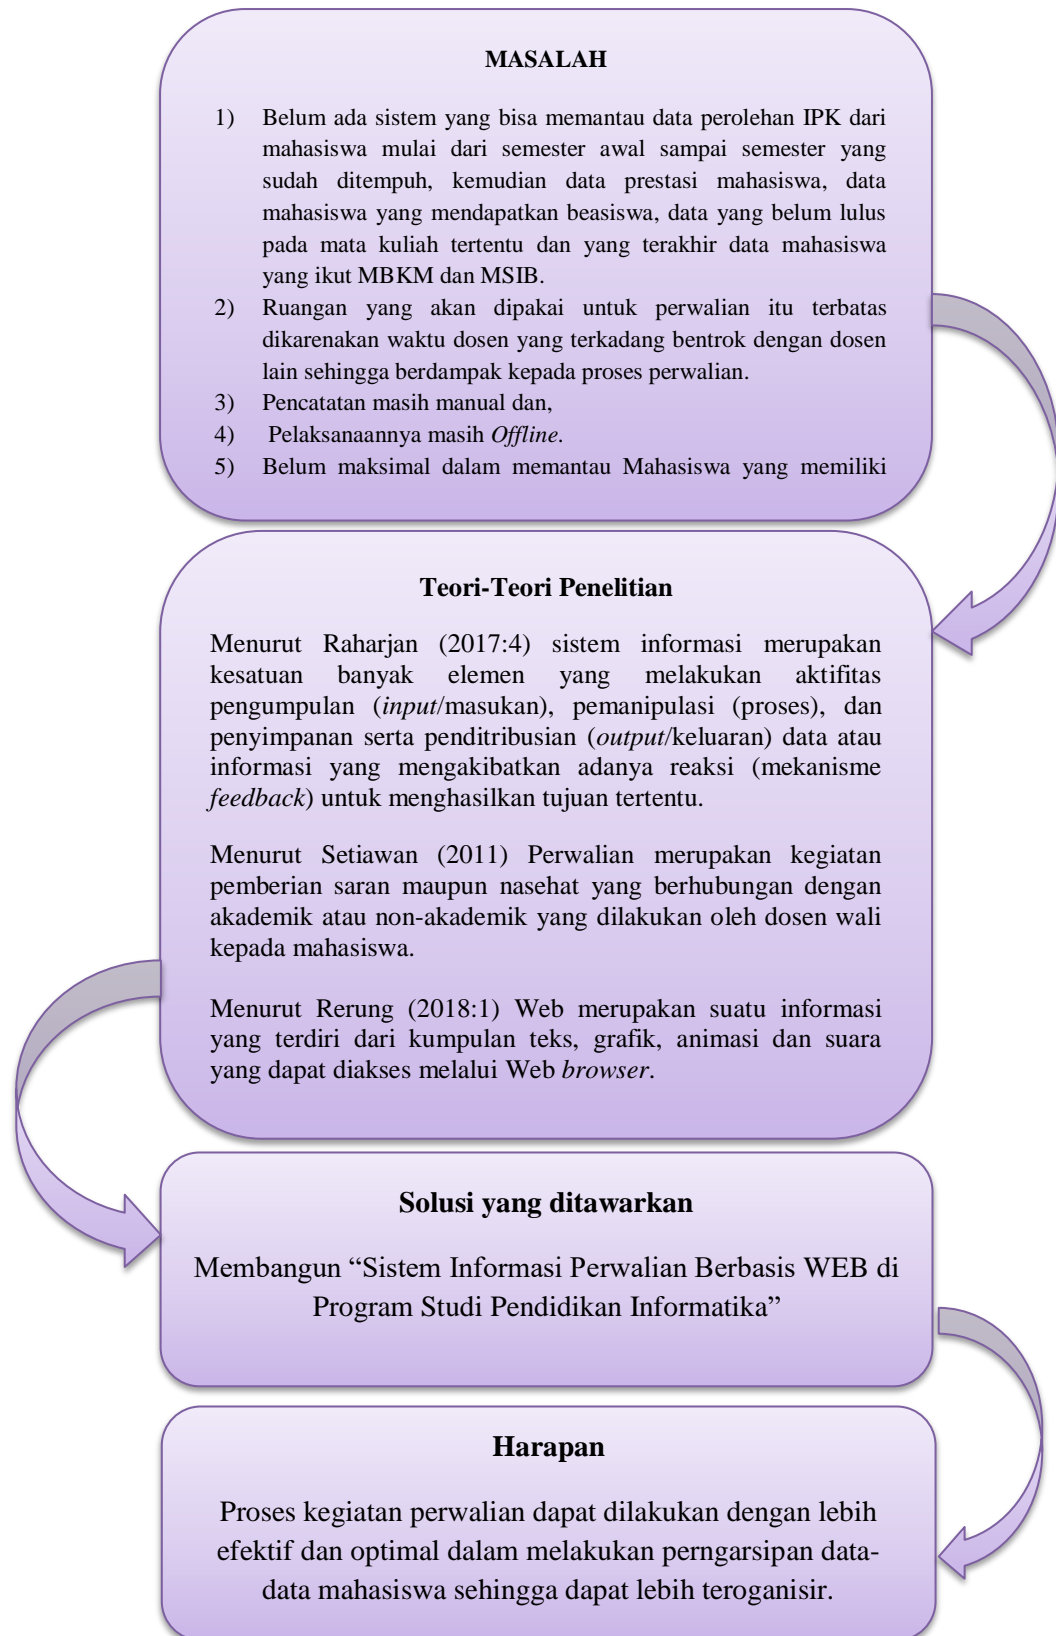 MASALAH
1) Belum ada sistem yang bisa memantau data perolehan IPK dari
mahasiswa mulai dari semester awal sampai semester yang
sudah ditempuh, kemudian data prestasi mahasiswa, data
mahasiswa yang mendapatkan beasiswa, data yang belum lulus
pada mata kuliah tertentu dan yang terakhir data mahasiswa
yang ikut MBKM dan MSIB.
2) Ruangan yang akan dipakai untuk perwalian itu terbatas
dikarenakan waktu dosen yang terkadang bentrok dengan dosen
lain sehingga berdampak kepada proses perwalian.
3) Pencatatan masih manual dan,
4) Pelaksanaannya masih Offline.
5) Belum maksimal dalam memantau Mahasiswa yang memiliki
Teori-Teori Penelitian
Menurut Raharjan (2017:4) sistem informasi merupakan
kesatuan banyak elemen yang melakukan aktifitas
pengumpulan (input/masukan), pemanipulasi (proses), dan
penyimpanan serta penditribusian (output/keluaran) data atau
informasi yang mengakibatkan adanya reaksi (mekanisme
feedback) untuk menghasilkan tujuan tertentu.
Menurut Setiawan (2011) Perwalian merupakan kegiatan
pemberian saran maupun nasehat yang berhubungan dengan
akademik atau non-akademik yang dilakukan oleh dosen wali
kepada mahasiswa.
Menurut Rerung (2018:1) Web merupakan suatu informasi
yang terdiri dari kumpulan teks, grafik, animasi dan suara
yang dapat diakses melalui Web browser.
Solusi yang ditawarkan
Membangun “Sistem Informasi Perwalian Berbasis WEB di
Program Studi Pendidikan Informatika”
Harapan
Proses kegiatan perwalian dapat dilakukan dengan lebih
efektif dan optimal dalam melakukan perngarsipan data-
data mahasiswa sehingga dapat lebih teroganisir.